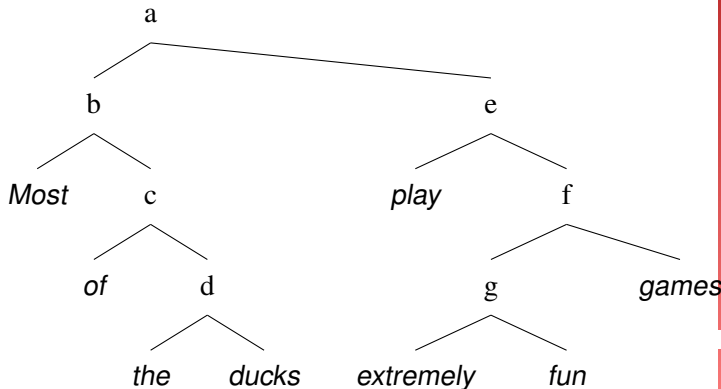 a
b e
Most c play f
of d g games
the ducks extremely fun